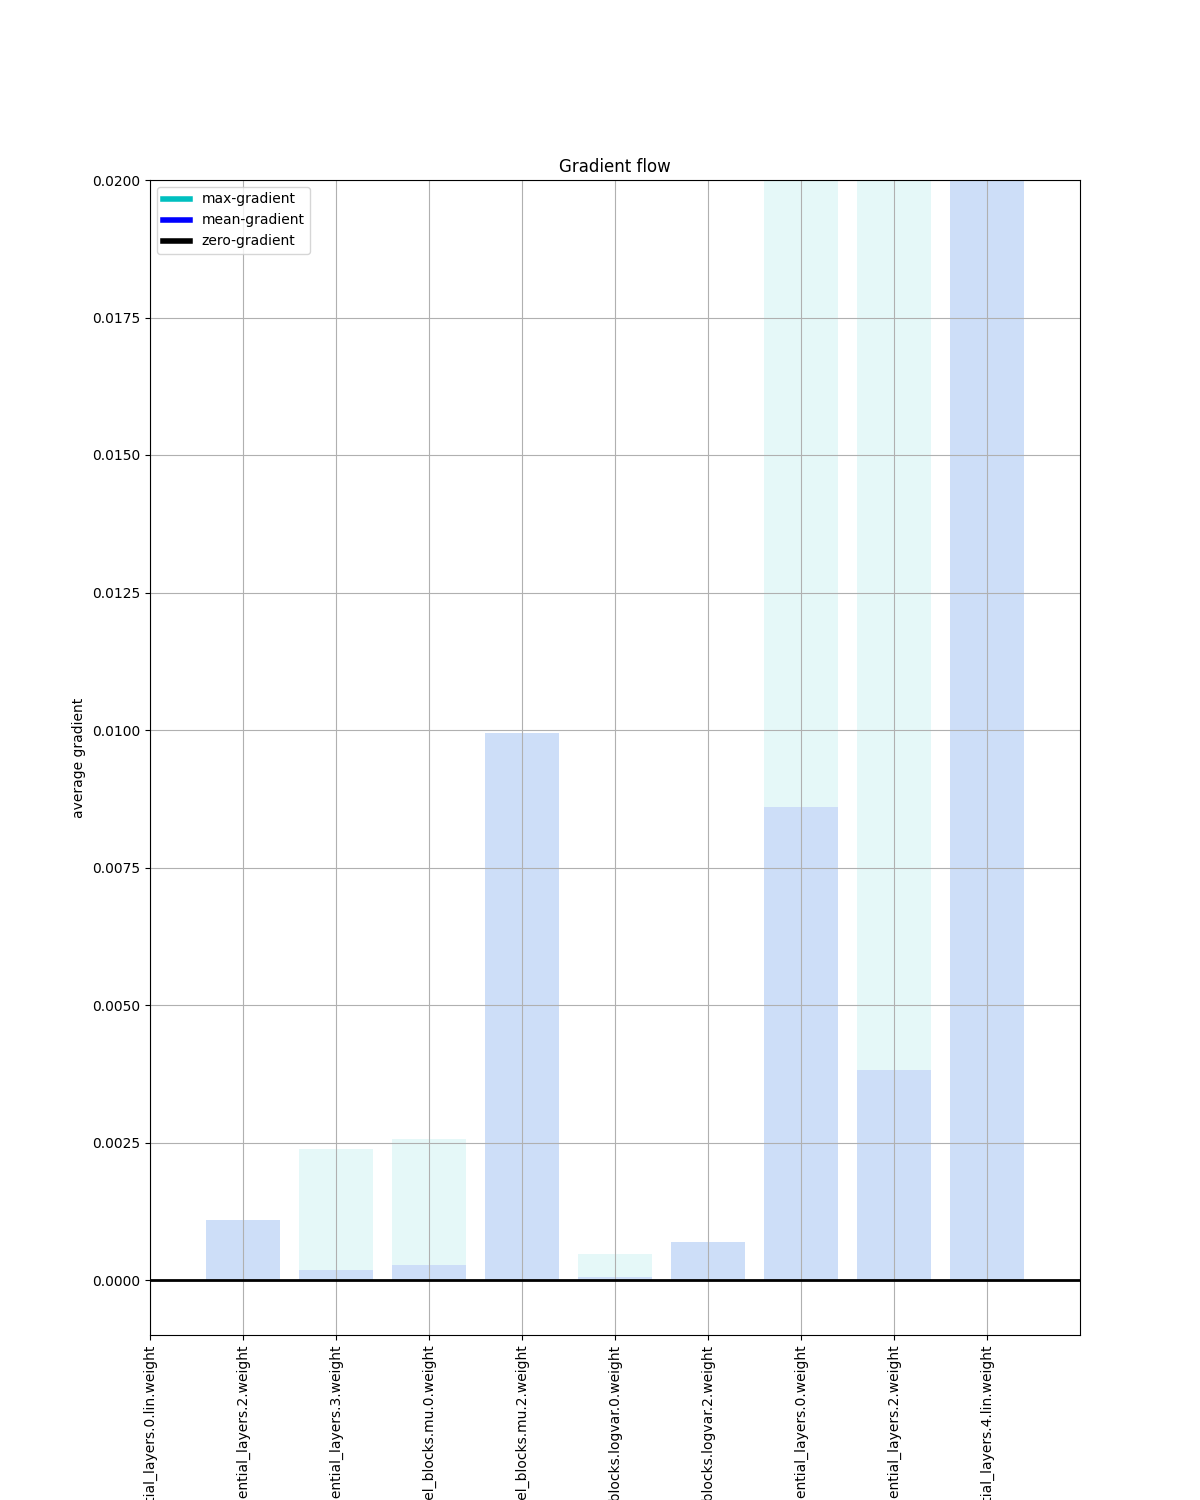 Gradient flow
max-gradient
mean-gradient
zero-gradient
0.0200
0.0175
0.0150
0.0125
0.0100
0.0075
0.0050
0.0025
0.0000
average gradient
tial_layers.0.lin.weight
ential_layers.2.weight
ential_layers.3.weight
el_blocks.mu.0.weight
el_blocks.mu.2.weight
blocks.logvar.0.weight
blocks.logvar.2.weight
ential_layers.0.weight
ential_layers.2.weight
tial_layers.4.lin.weight